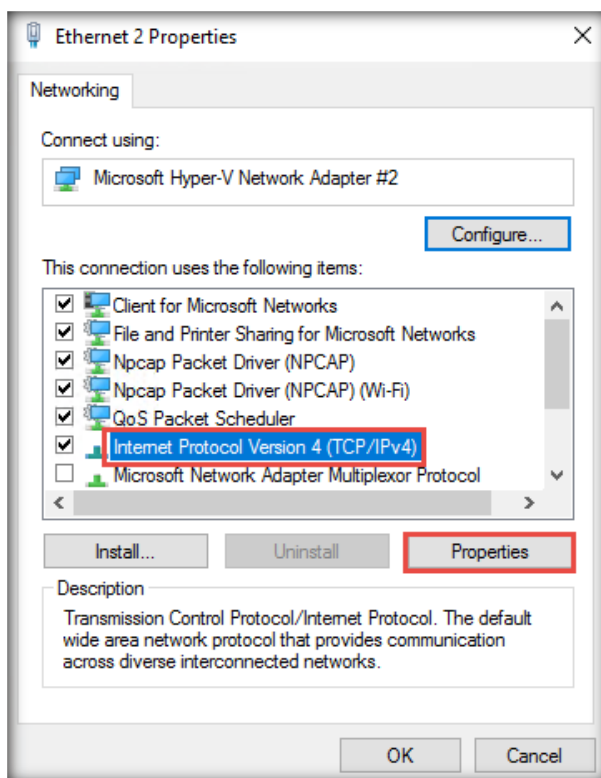 Ethernet 2 Properties
Networking
Connect using:
Microsoft Hyper-V Network Adapter #2
Configure...
This connection uses the following items:
Client for Microsoft Networks
File and Printer Sharing for Microsoft Networks
Npcap Packet Driver (NPCAP)
Npcap Packet Driver (NPCAP) (Wi-Fi)
QoS Packet Scheduler
Internet Protocol Version 4 (TCP/IPv4)
Microsoft Network Adapter Multiplexor Protocol
Install...
Uninstall
Properties
Description
Transmission Control Protocol/Internet Protocol. The default
wide area network protocol that provides communication
across diverse interconnected networks.
OK
Cancel